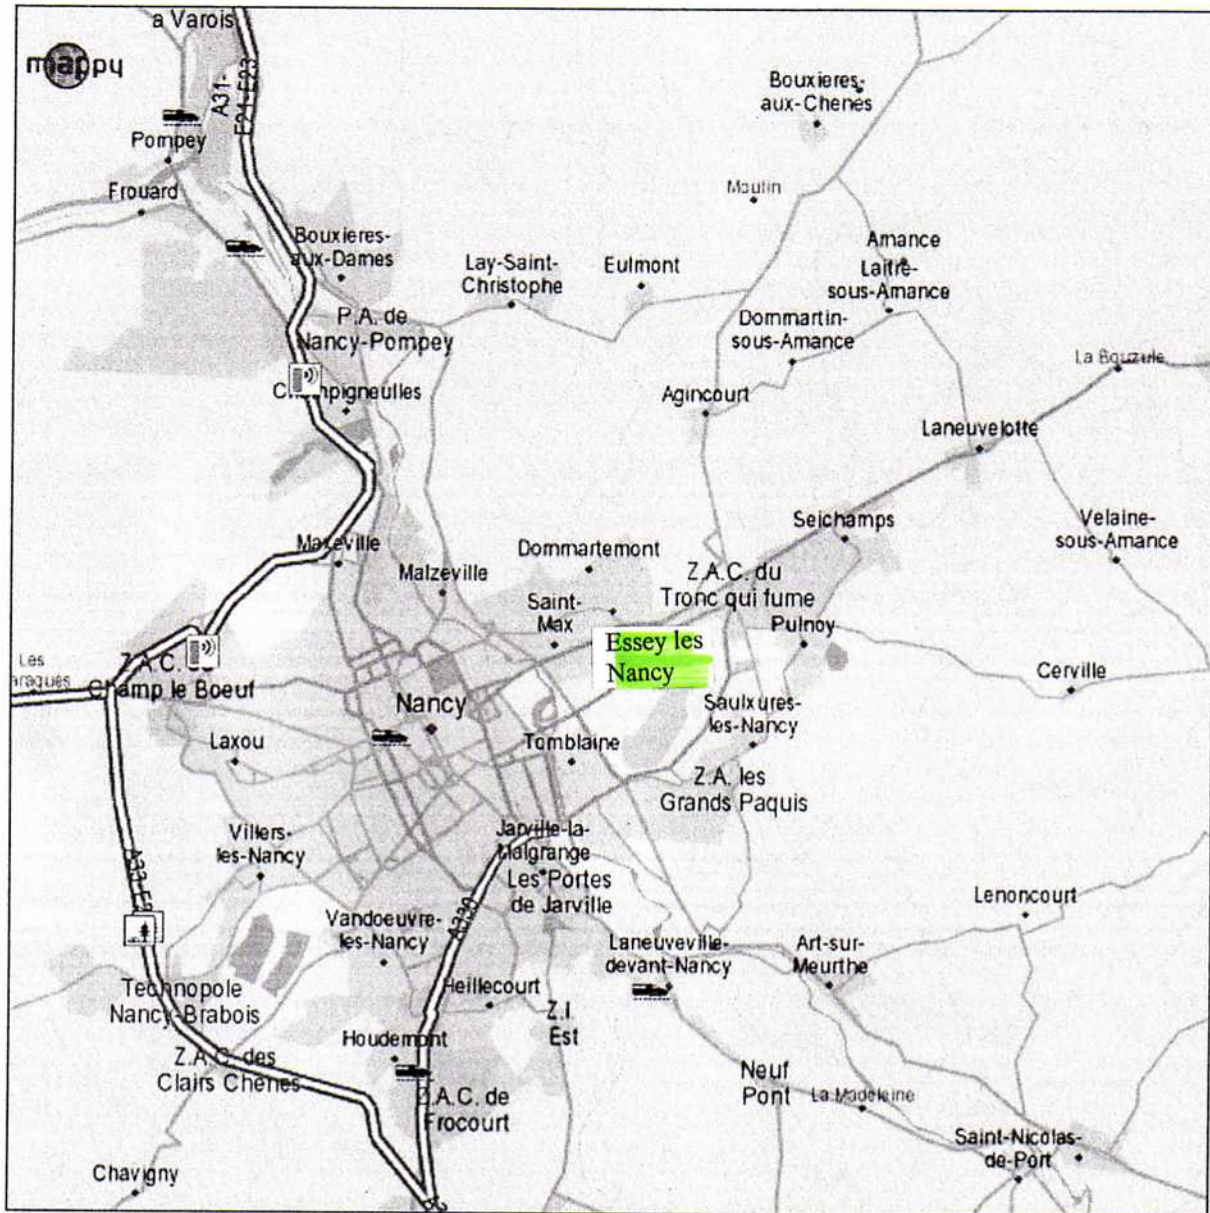 a Varois
mappy
A31-
E21-E23
Bouxieres-
aux-Chenes
Pompey
Frouard
Moulin
Bouxieres-
aux-Dames
Lay-Saint-
Christophe
Eulmont
Amance
Laitre-
sous-Amance
P.A. de
Nancy-Pompey
Dommartin-
sous-Amance
La Bouzule
Champigneulles
Agincourt
Laneuvelotte
Seichamps
Velaine-
sous-Amance
Maxeville
Malzeville
Dommartemont
Z.A.C. du
Tronc qui fume
Saint-
Max
Essey les
Nancy
Pulnoy
Les
araques
Z.A.C.
Champ le Boeuf
Cerville
Nancy
Saulxures-
les-Nancy
Laxou
Tomblaine
Z.A. les
Grands Paquis
Villers-
les-Nancy
Jarville-la-
Malgrange
A33-E
Les Portes
de Jarville
Lenoncourt
A330
Vandoeuvre-
les-Nancy
Laneuveville-
devant-Nancy
Art-sur-
Meurthe
Technopole
Nancy-Brabois
Heillecourt
Z.I.
Est
Houdemont
Z.A.C. des
Clairs Chenes
Z.A.C. de
Frocourt
Neuf
Pont
La Madeleine
Saint-Nicolas-
de-Port
Chavigny